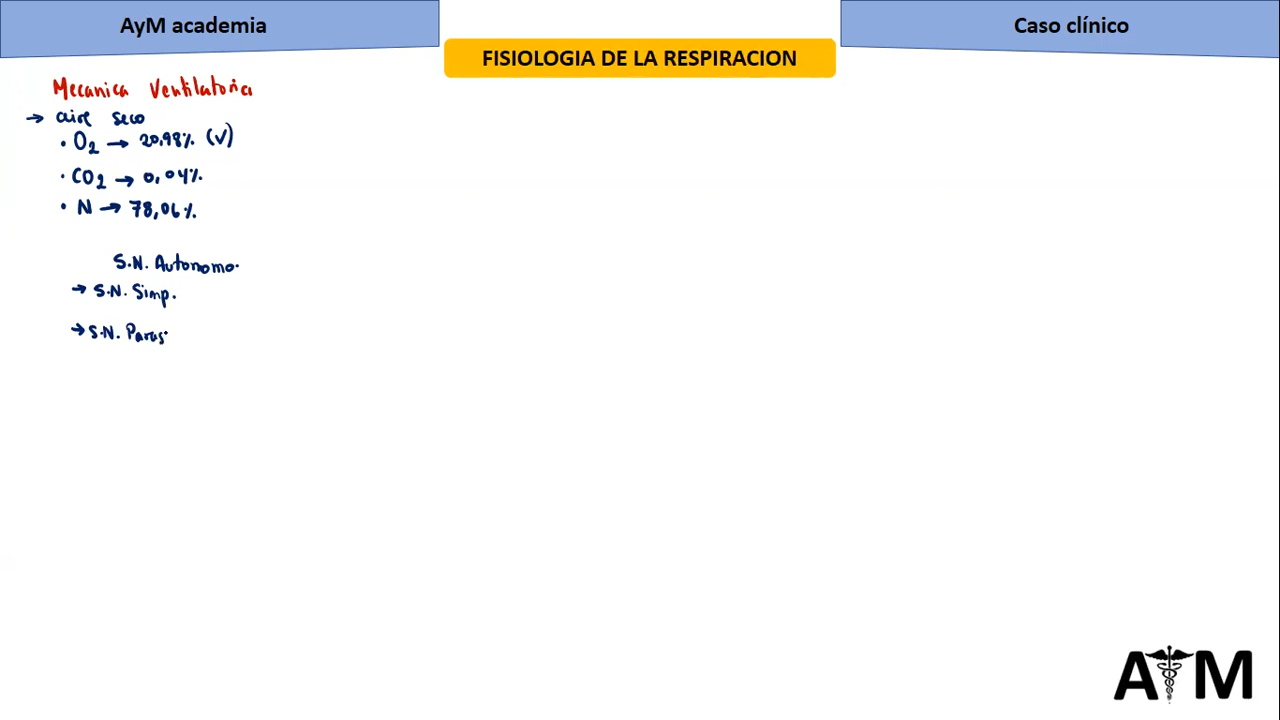 AyM academia
Caso clínico
FISIOLOGIA DE LA RESPIRACION
Mecanica Ventilatoria
→ aire seco
• O2 → 20,98% (V)
• CO2 → 0,04%
• N → 78,06%
S.N. Autonomo.
→ S.N. Simp.
→ S.N. Paras
AM